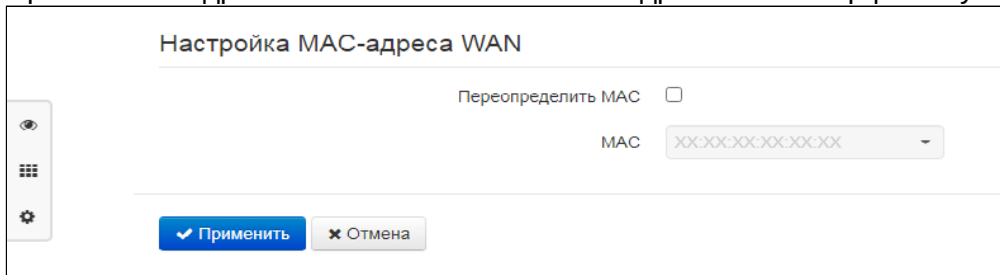 Настройка MAC-адреса WAN
Переопределить MAC
MAC XX:XX:XX:XX:XX:XX
Применить Отмена